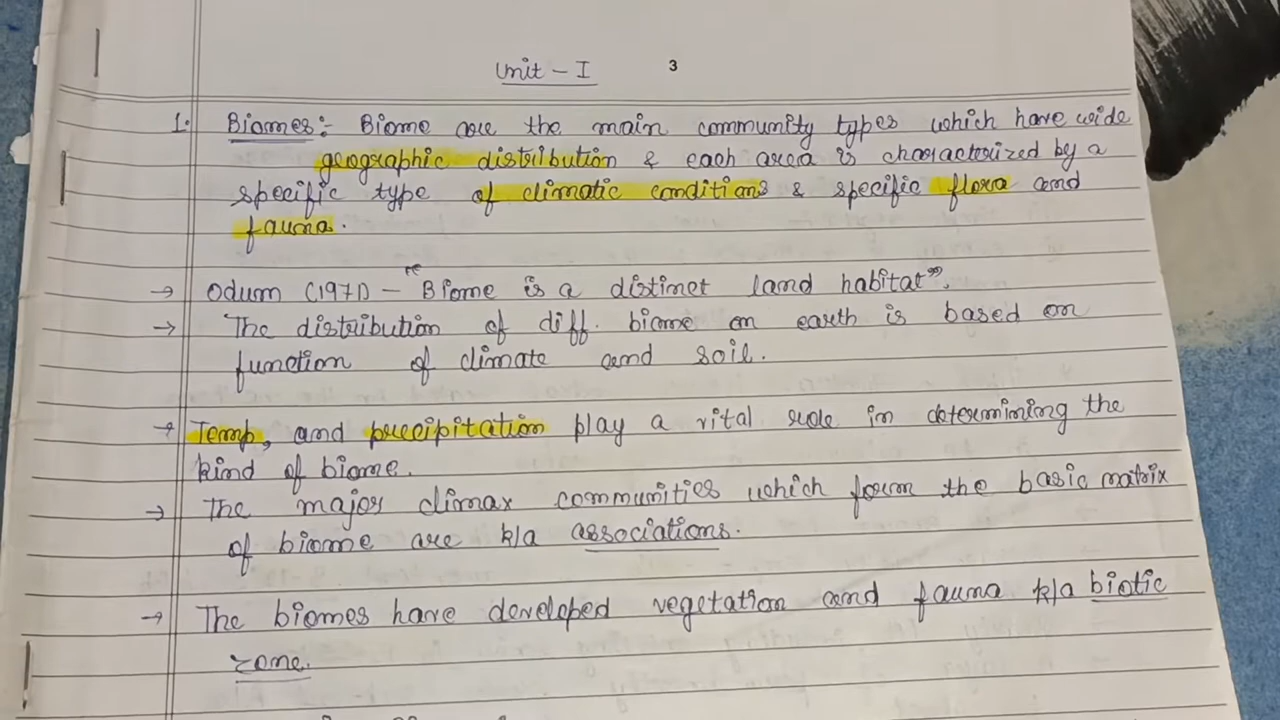 Unit - I 3
1. Biomes:- Biome are the main community types which have wide
geographic distribution & each area is characterized by a
specific type of climatic conditions & specific flora and
fauna.
→ Odum (1971) - "Biome is a distinct land habitat".
→ The distribution of diff. biome on earth is based on
function of climate and soil.
→ Temp, and precipitation play a vital role in determining the
kind of biome.
→ The major climax communities which form the basic matrix
of biome are k/a associations.
→ The biomes have developed vegetation and fauna k/a biotic
zone.